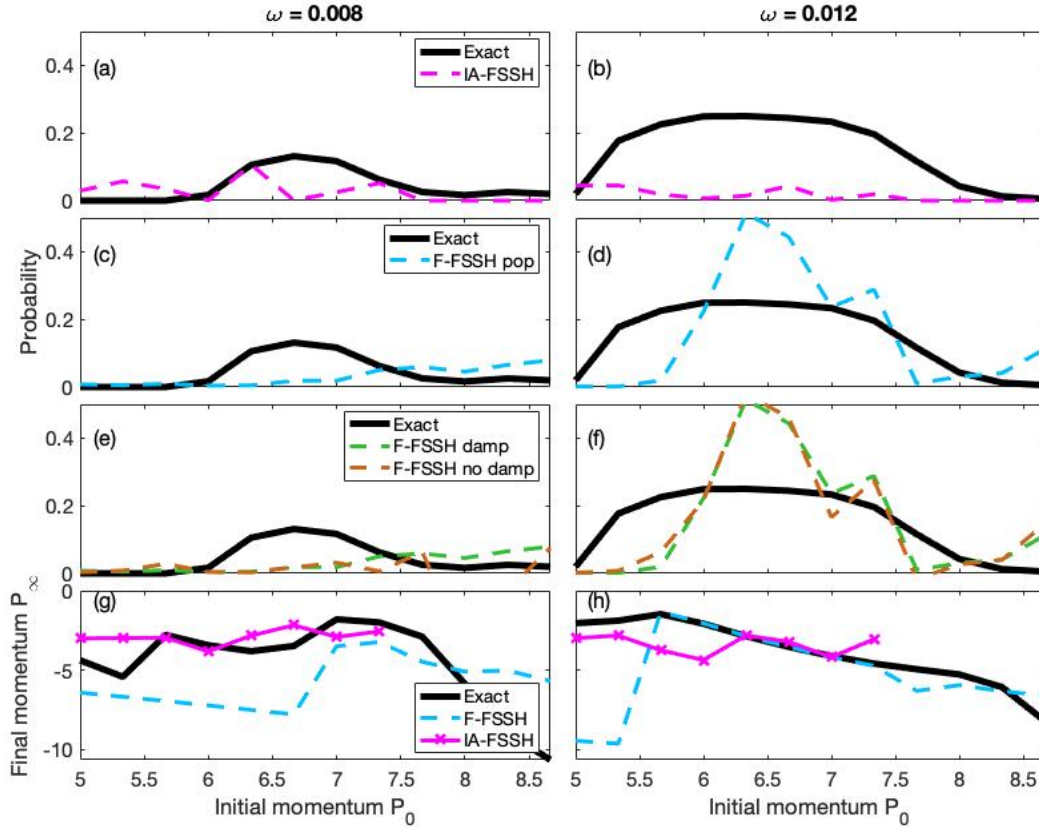 ω = 0.008
ω = 0.012
0.4
0.2
0
(a)
Exact
IA-FSSH
(b)
0.4
0.2
0
(c)
Exact
F-FSSH pop
(d)
Probability
0.4
0.2
0
(e)
Exact
F-FSSH damp
F-FSSH no damp
(f)
0
-5
-10
(g)
Exact
F-FSSH
IA-FSSH
(h)
Final momentum P∞
5 5.5 6 6.5 7 7.5 8 8.5
5 5.5 6 6.5 7 7.5 8 8.5
Initial momentum P₀
Initial momentum P₀